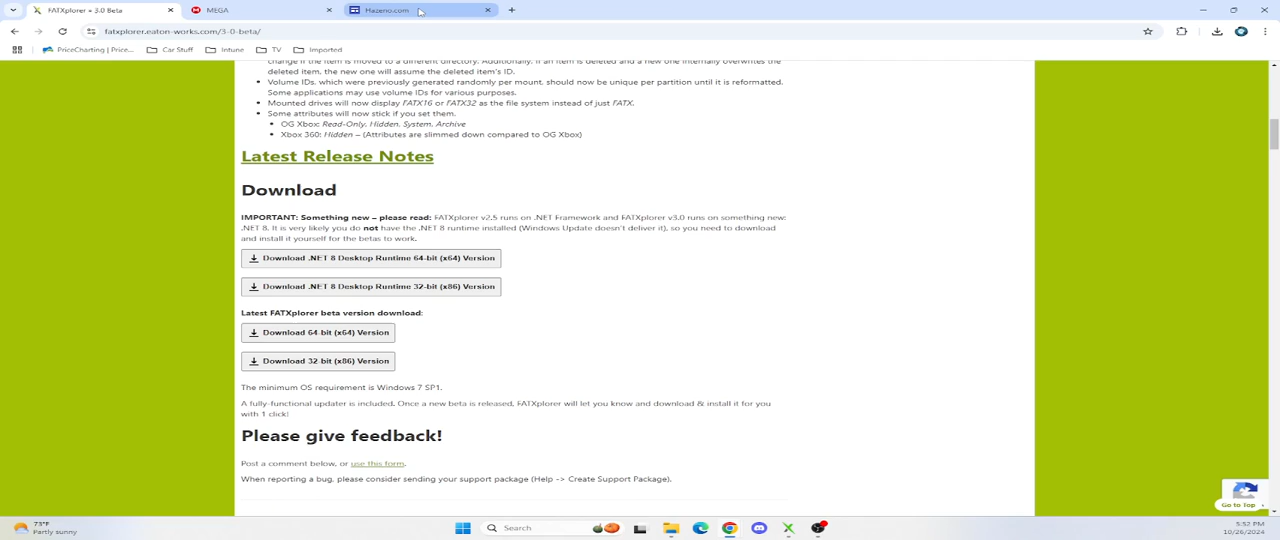 FATXplorer » 3.0 Beta
MEGA
Hazeno.com
fatxplorer.eaton-works.com/3-0-beta/
PriceCharting | Price...
Car Stuff
Intune
TV
Imported
change if the item is moved to a different directory. Additionally, if an item is deleted and a new one internally overwrites the
deleted item, the new one will assume the deleted item's ID.
Volume IDs, which were previously generated randomly per mount, should now be unique per partition until it is reformatted.
Some applications may use volume IDs for various purposes.
Mounted drives will now display FATX16 or FATX32 as the file system instead of just FATX.
Some attributes will now stick if you set them.
OG Xbox: Read-Only, Hidden, System, Archive
Xbox 360: Hidden – (Attributes are slimmed down compared to OG Xbox)
Latest Release Notes
Download
IMPORTANT: Something new – please read: FATXplorer v2.5 runs on .NET Framework and FATXplorer v3.0 runs on something new:
.NET 8. It is very likely you do not have the .NET 8 runtime installed (Windows Update doesn't deliver it), so you need to download
and install it yourself for the betas to work.
Download .NET 8 Desktop Runtime 64-bit (x64) Version
Download .NET 8 Desktop Runtime 32-bit (x86) Version
Latest FATXplorer beta version download:
Download 64-bit (x64) Version
Download 32-bit (x86) Version
The minimum OS requirement is Windows 7 SP1.
A fully-functional updater is included. Once a new beta is released, FATXplorer will let you know and download & install it for you
with 1 click!
Please give feedback!
Post a comment below, or use this form.
When reporting a bug, please consider sending your support package (Help -> Create Support Package).
Go to Top
73°F
Partly sunny
Search
5:52 PM
10/26/2024